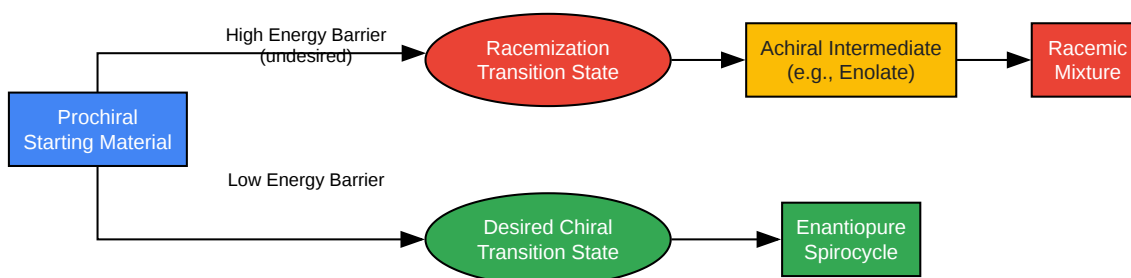 High Energy Barrier
(undesired)
Racemization
Transition State
Achiral Intermediate
(e.g., Enolate)
Racemic
Mixture
Prochiral
Starting Material
Low Energy Barrier
Desired Chiral
Transition State
Enantiopure
Spirocycle